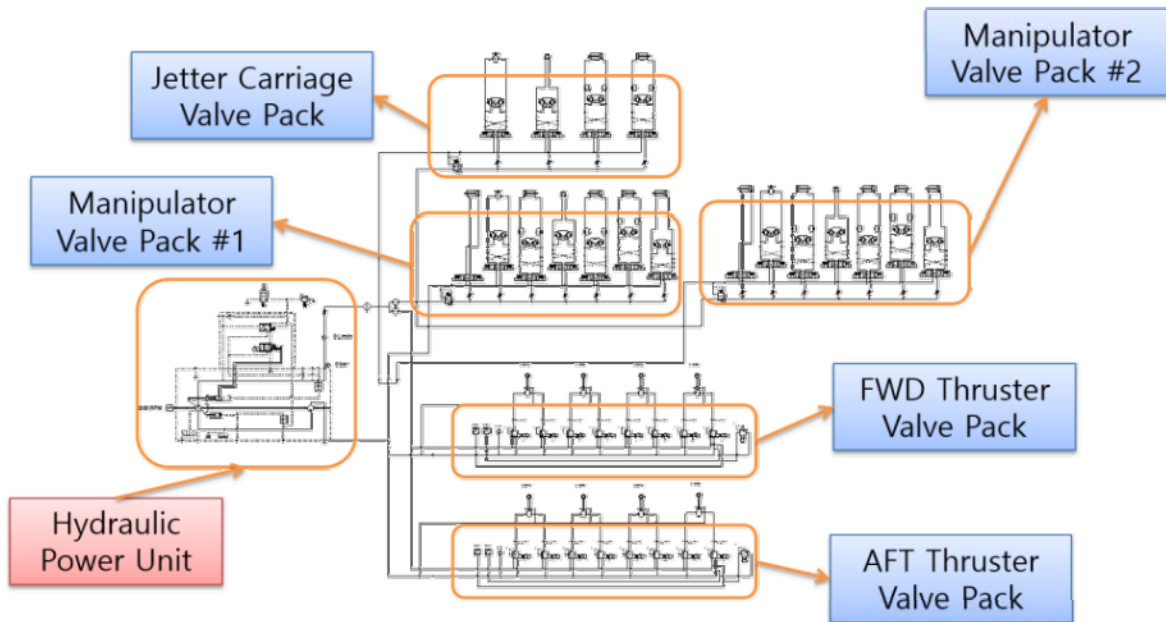 Jetter Carriage
Valve Pack
Manipulator
Valve Pack #2
Manipulator
Valve Pack #1
FWD Thruster
Valve Pack
Hydraulic
Power Unit
AFT Thruster
Valve Pack